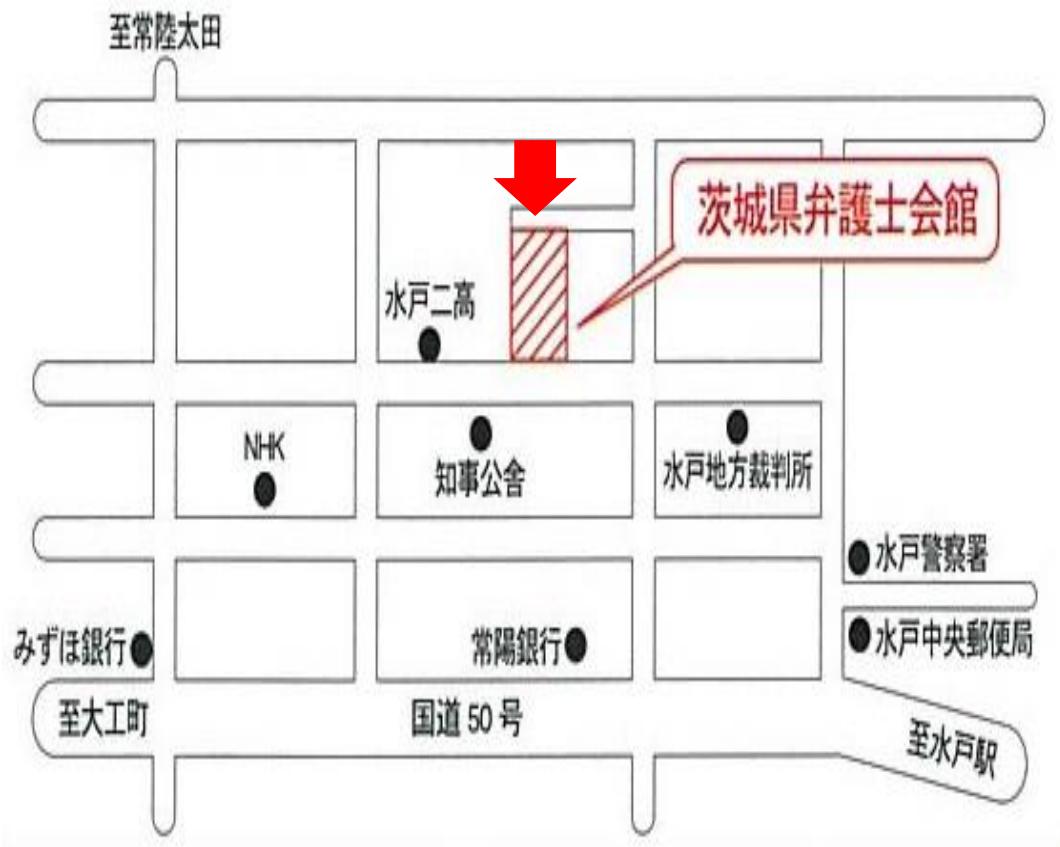 至常陸太田
茨城県弁護士会館
水戸二高
NHK
知事公舎
水戸地方裁判所
水戸警察署
みずほ銀行
常陽銀行
水戸中央郵便局
至大工町
国道 50 号
至水戸駅